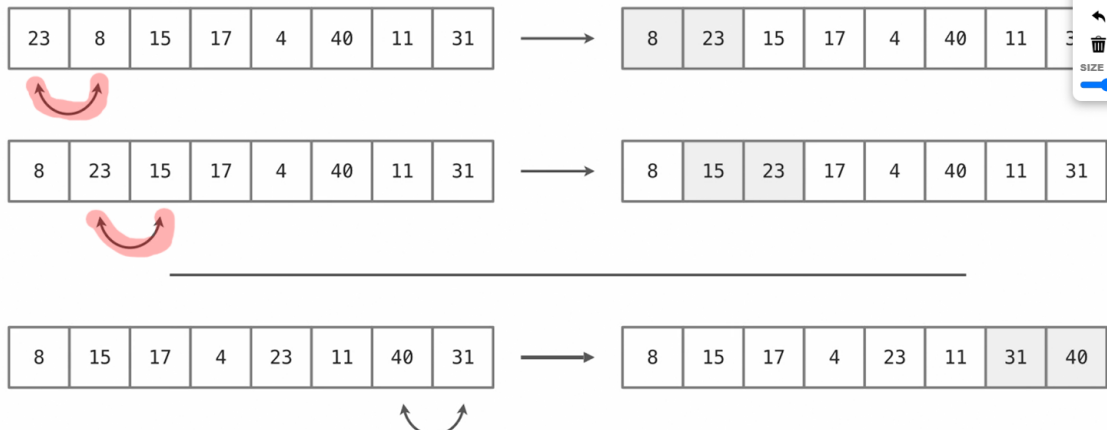 23 8 15 17 4 40 11 31
8 23 15 17 4 40 11
SIZE
8 23 15 17 4 40 11 31
8 15 23 17 4 40 11 31
8 15 17 4 23 11 40 31
8 15 17 4 23 11 31 40